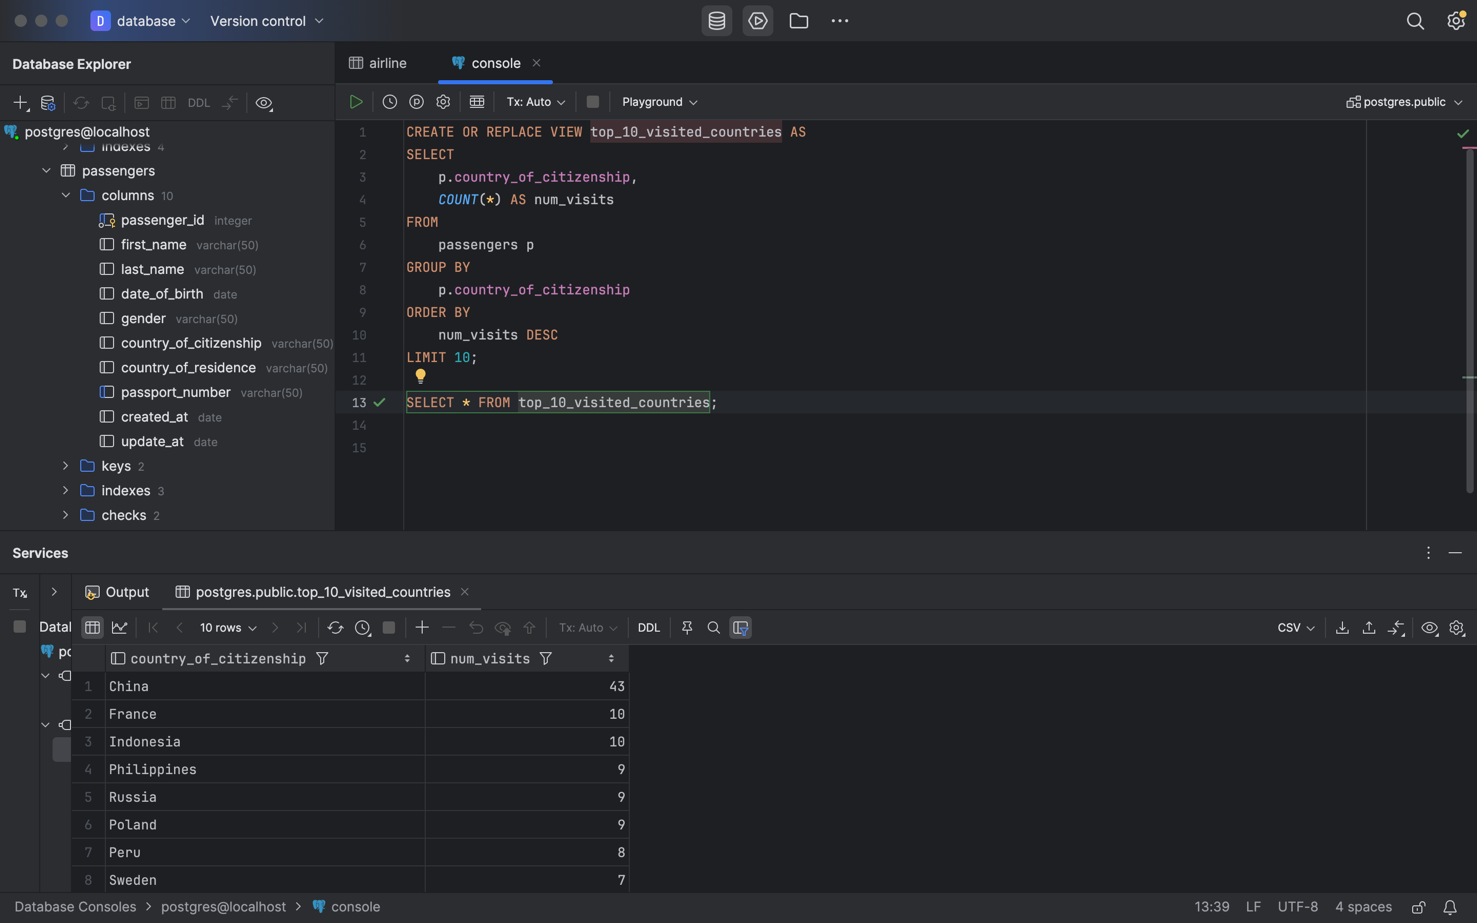 D database Version control
Database Explorer
airline
console
DDL
Tx: Auto
Playground
postgres.public
postgres@localhost
indexes 4
passengers
columns 10
passenger_id integer
first_name varchar(50)
last_name varchar(50)
date_of_birth date
gender varchar(50)
country_of_citizenship varchar(50)
country_of_residence varchar(50)
passport_number varchar(50)
created_at date
update_at date
keys 2
indexes 3
checks 2
1 CREATE OR REPLACE VIEW top_10_visited_countries AS
2 SELECT
3 p.country_of_citizenship,
4 COUNT(*) AS num_visits
5 FROM
6 passengers p
7 GROUP BY
8 p.country_of_citizenship
9 ORDER BY
10 num_visits DESC
11 LIMIT 10;
12
13 SELECT * FROM top_10_visited_countries;
14
15
Services
Tx
Output
postgres.public.top_10_visited_countries
Datal
po
10 rows
Tx: Auto
DDL
CSV
country_of_citizenship num_visits
1 China 43
2 France 10
3 Indonesia 10
4 Philippines 9
5 Russia 9
6 Poland 9
7 Peru 8
8 Sweden 7
Database Consoles > postgres@localhost > console
13:39 LF UTF-8 4 spaces